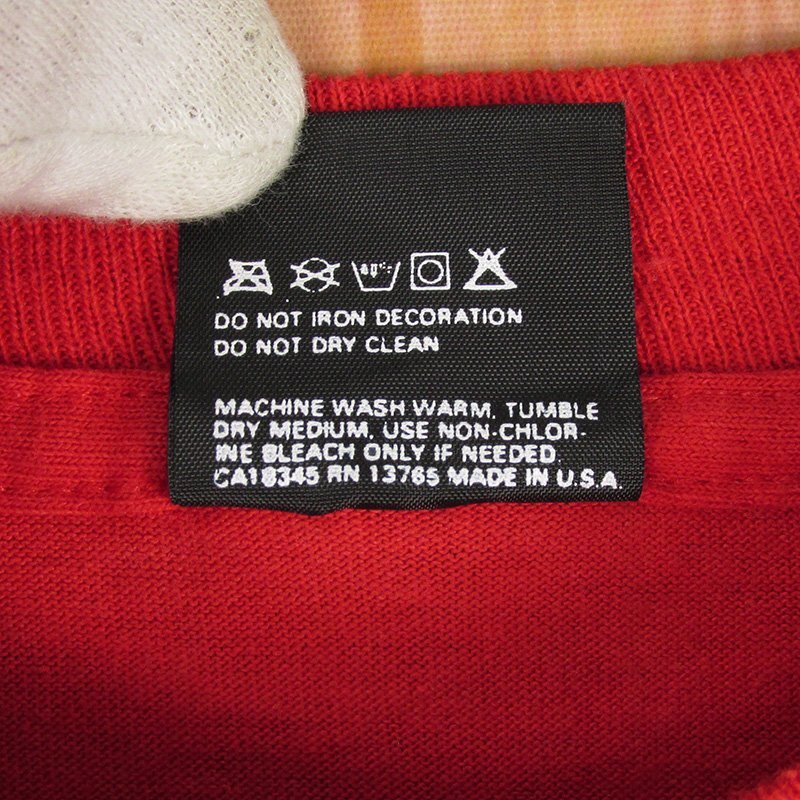 40°
DO NOT IRON DECORATION
DO NOT DRY CLEAN
MACHINE WASH WARM, TUMBLE
DRY MEDIUM, USE NON-CHLOR-
INE BLEACH ONLY IF NEEDED.
CA18345 RN 13765 MADE IN U.S.A.